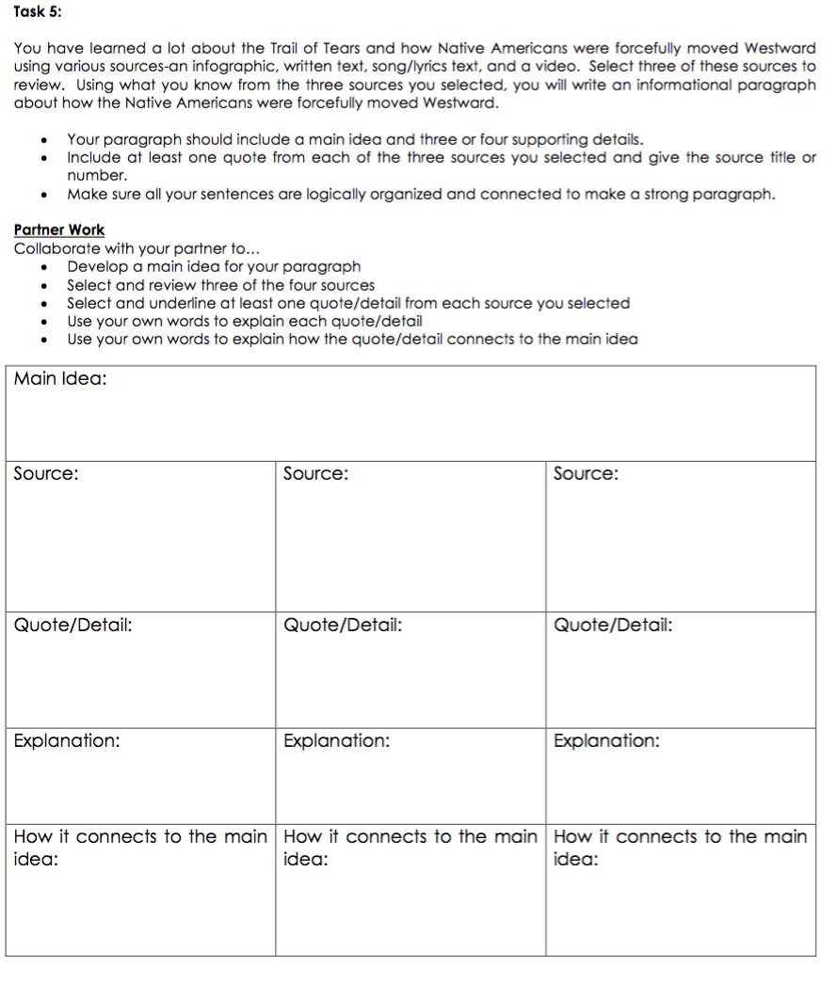 Task 5:
You have learned a lot about the Trail of Tears and how Native Americans were forcefully moved Westward
using various sources-an infographic, written text, song/lyrics text, and a video.  Select three of these sources to
review.  Using what you know from the three sources you selected, you will write an informational paragraph
about how the Native Americans were forcefully moved Westward.
• Your paragraph should include a main idea and three or four supporting details.
• Include at least one quote from each of the three sources you selected and give the source title or
number.
• Make sure all your sentences are logically organized and connected to make a strong paragraph.
Partner Work
Collaborate with your partner to...
• Develop a main idea for your paragraph
• Select and review three of the four sources
• Select and underline at least one quote/detail from each source you selected
• Use your own words to explain each quote/detail
• Use your own words to explain how the quote/detail connects to the main idea
Main Idea:
Source: Source: Source:
Quote/Detail: Quote/Detail: Quote/Detail:
Explanation: Explanation: Explanation:
How it connects to the main How it connects to the main How it connects to the main
idea: idea: idea: